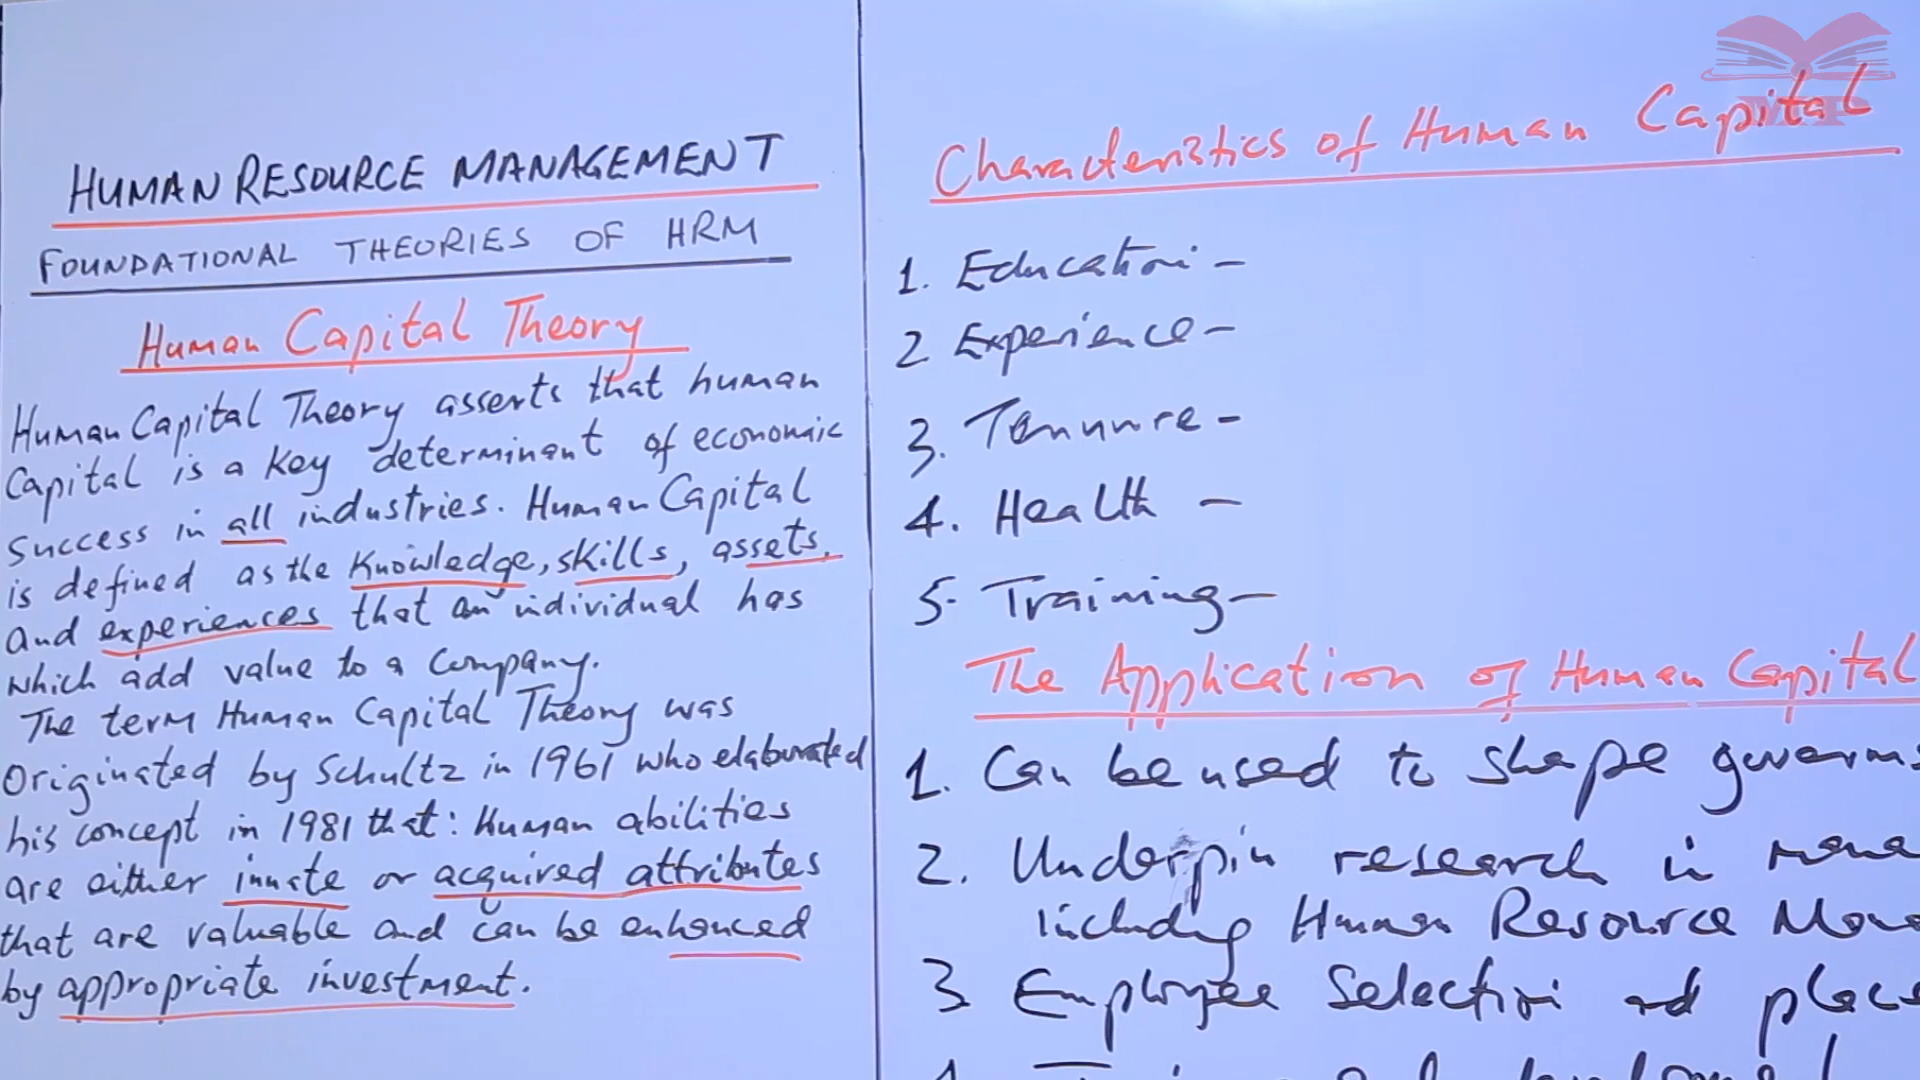 HUMAN RESOURCE MANAGEMENT
FOUNDATIONAL THEORIES OF HRM
Human Capital Theory
Human Capital Theory asserts that human
Capital is a key determinant of economic
success in all industries. Human Capital
is defined as the knowledge, skills, assets,
and experiences that an individual has
which add value to a Company.
The term Human Capital Theory was
Originated by Schultz in 1961 who elaborated
his concept in 1981 that: Human abilities
are either innate or acquired attributes
that are valuable and can be enhanced
by appropriate investment.
Characteristics of Human Capital
1. Education -
2 Experience -
3. Tenunre -
4. Health -
5- Training -
The Application of Human Capital
1. Can be used to shape governm
2. Underpin research in mana
including Human Resource Mana
3 Employee Selection and place